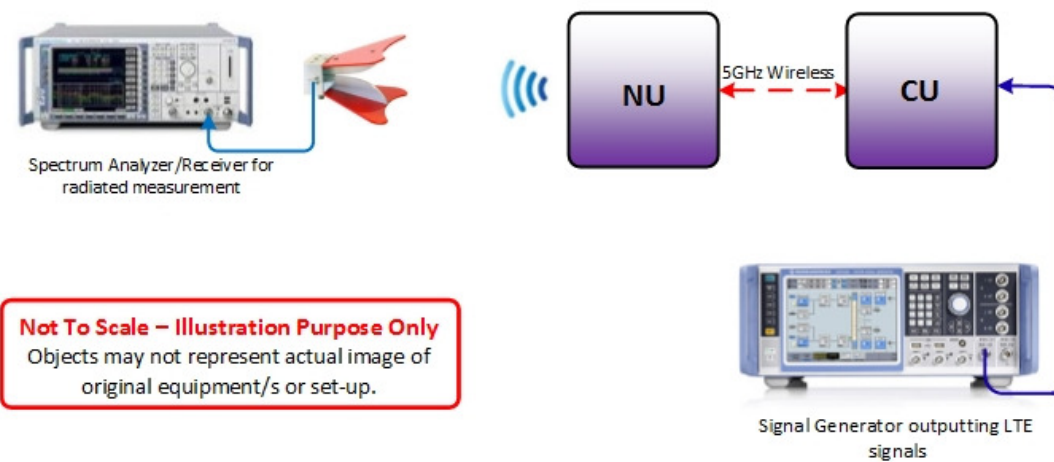 NU
5GHz Wireless
CU
Spectrum Analyzer/Receiver for
radiated measurement
Not To Scale – Illustration Purpose Only
Objects may not represent actual image of
original equipment/s or set-up.
Signal Generator outputting LTE
signals